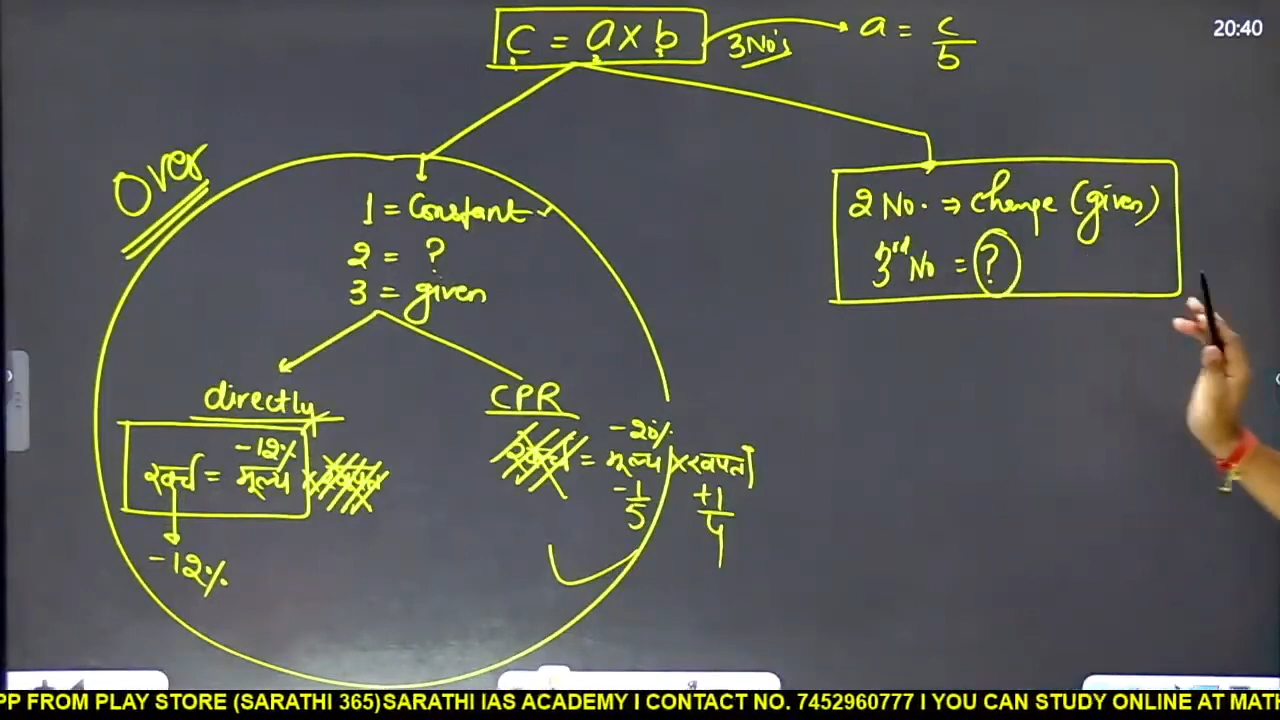 20:40
C = a x b
3 No's
a = c/b
Over
1 = Constant
2 = ?
3 = given
2 No. ⇒ Change (given)
3rd No = ?
directly
CPR
-12%
खर्च = मूल्य x
-12%
-20%
= मूल्य x खपत
-1/5 +1/4
PP FROM PLAY STORE (SARATHI 365)SARATHI IAS ACADEMY I CONTACT NO. 7452960777 I YOU CAN STUDY ONLINE AT MATH